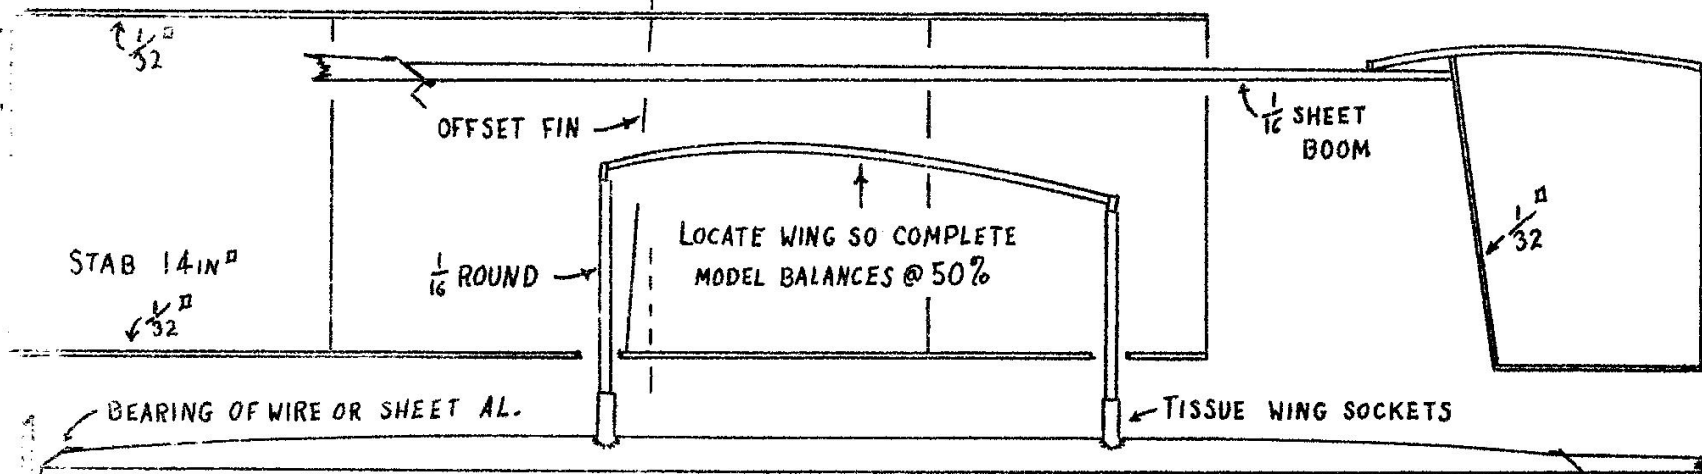 1/32 □
OFFSET FIN
1/16 SHEET
BOOM
LOCATE WING SO COMPLETE
MODEL BALANCES @ 50%
1/32 □
STAB 14IN □
1/16 ROUND
1/32 □
BEARING OF WIRE OR SHEET AL.
TISSUE WING SOCKETS